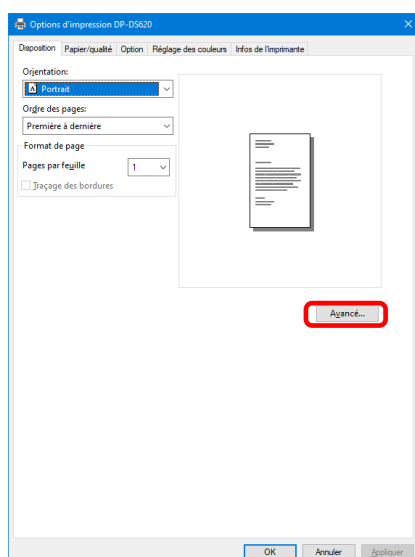 Options d'impression DP-DS620
Disposition Papier/qualité Option Réglage des couleurs Infos de l'imprimante
Orientation:
Portrait
Ordre des pages:
Première à dernière
Format de page
Pages par feuille 1
Traçage des bordures
Avancé...
OK Annuler Appliquer